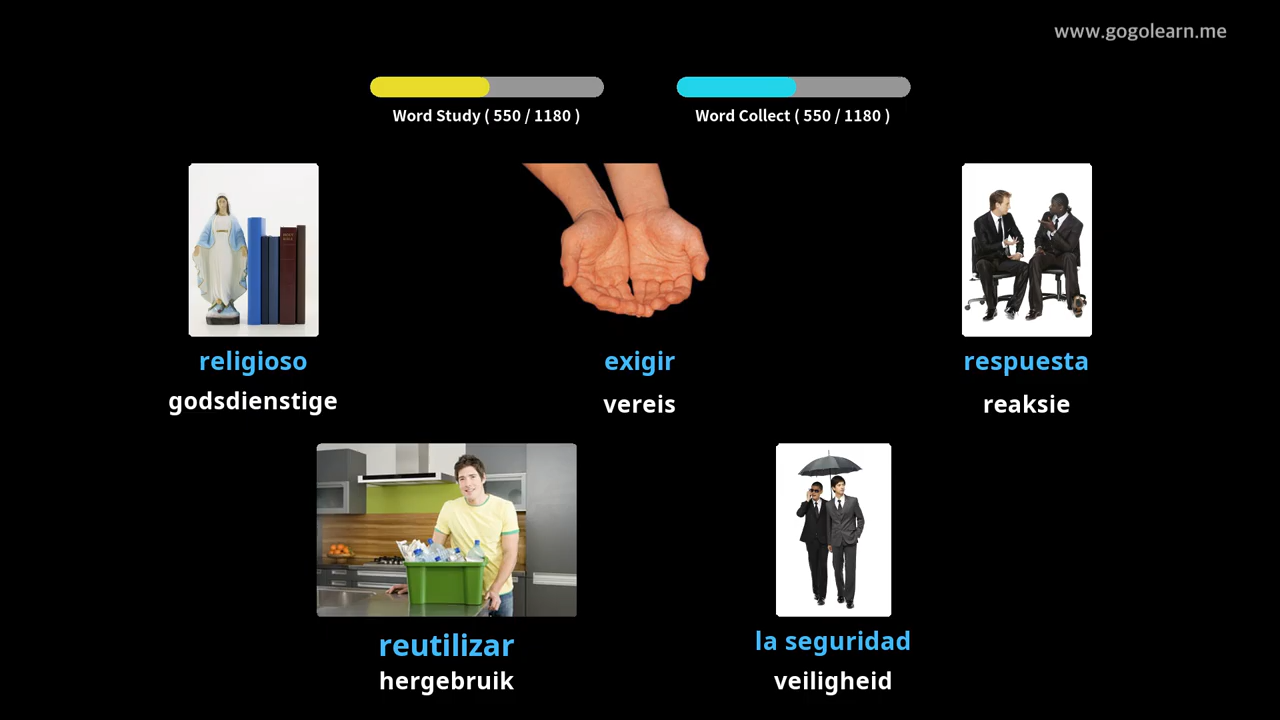 www.gogolearn.me
Word Study ( 550 / 1180 )
Word Collect ( 550 / 1180 )
religioso
godsdienstige
exigir
vereis
respuesta
reaksie
reutilizar
hergebruik
la seguridad
veiligheid